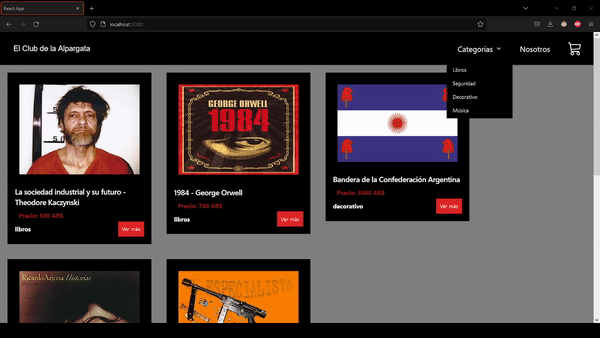 React App
localhost:3000
El Club de la Alpargata
Categorias
Nosotros
Libros
Seguridad
Decorativo
Música
La sociedad industrial y su futuro -
Theodore Kaczynski
Precio: 500 ARS
libros
Ver más
GEORGE ORWELL
1984
1984 - George Orwell
Precio: 700 ARS
libros
Ver más
Bandera de la Confederación Argentina
Precio: 3000 ARS
decorativo
Ver más
Ricardo Arjona Historias
ESPECIALISTA